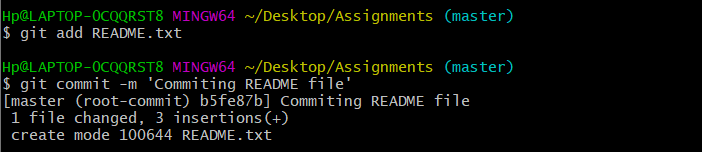 Hp@LAPTOP-OCQQRST8 MINGW64 ~/Desktop/Assignments (master)
$ git add README.txt
Hp@LAPTOP-OCQQRST8 MINGW64 ~/Desktop/Assignments (master)
$ git commit -m 'Commiting README file'
[master (root-commit) b5fe87b] Commiting README file
 1 file changed, 3 insertions(+)
 create mode 100644 README.txt